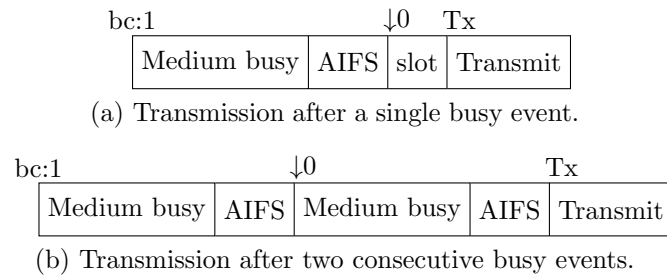 bc:1 ↓0 Tx
Medium busy AIFS slot Transmit
(a) Transmission after a single busy event.
bc:1 ↓0 Tx
Medium busy AIFS Medium busy AIFS Transmit
(b) Transmission after two consecutive busy events.